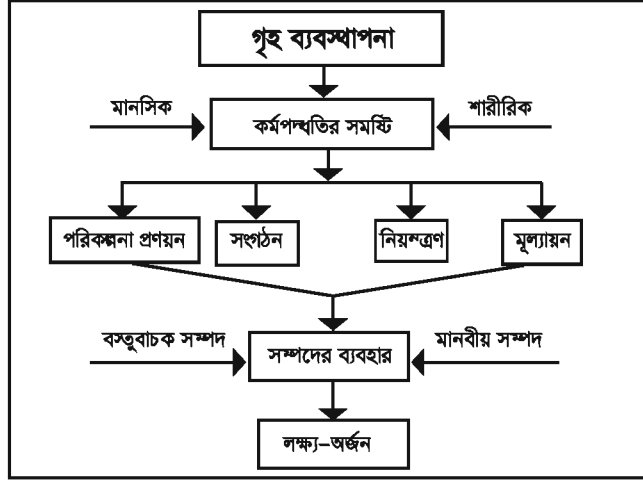 গৃহ ব্যবস্থাপনা
মানসিক
কর্মপদ্ধতির সমষ্টি
শারীরিক
পরিকল্পনা প্রণয়ন
সংগঠন
নিয়ন্ত্রণ
মূল্যায়ন
বস্তুবাচক সম্পদ
সম্পদের ব্যবহার
মানবীয় সম্পদ
লক্ষ্য-অর্জন